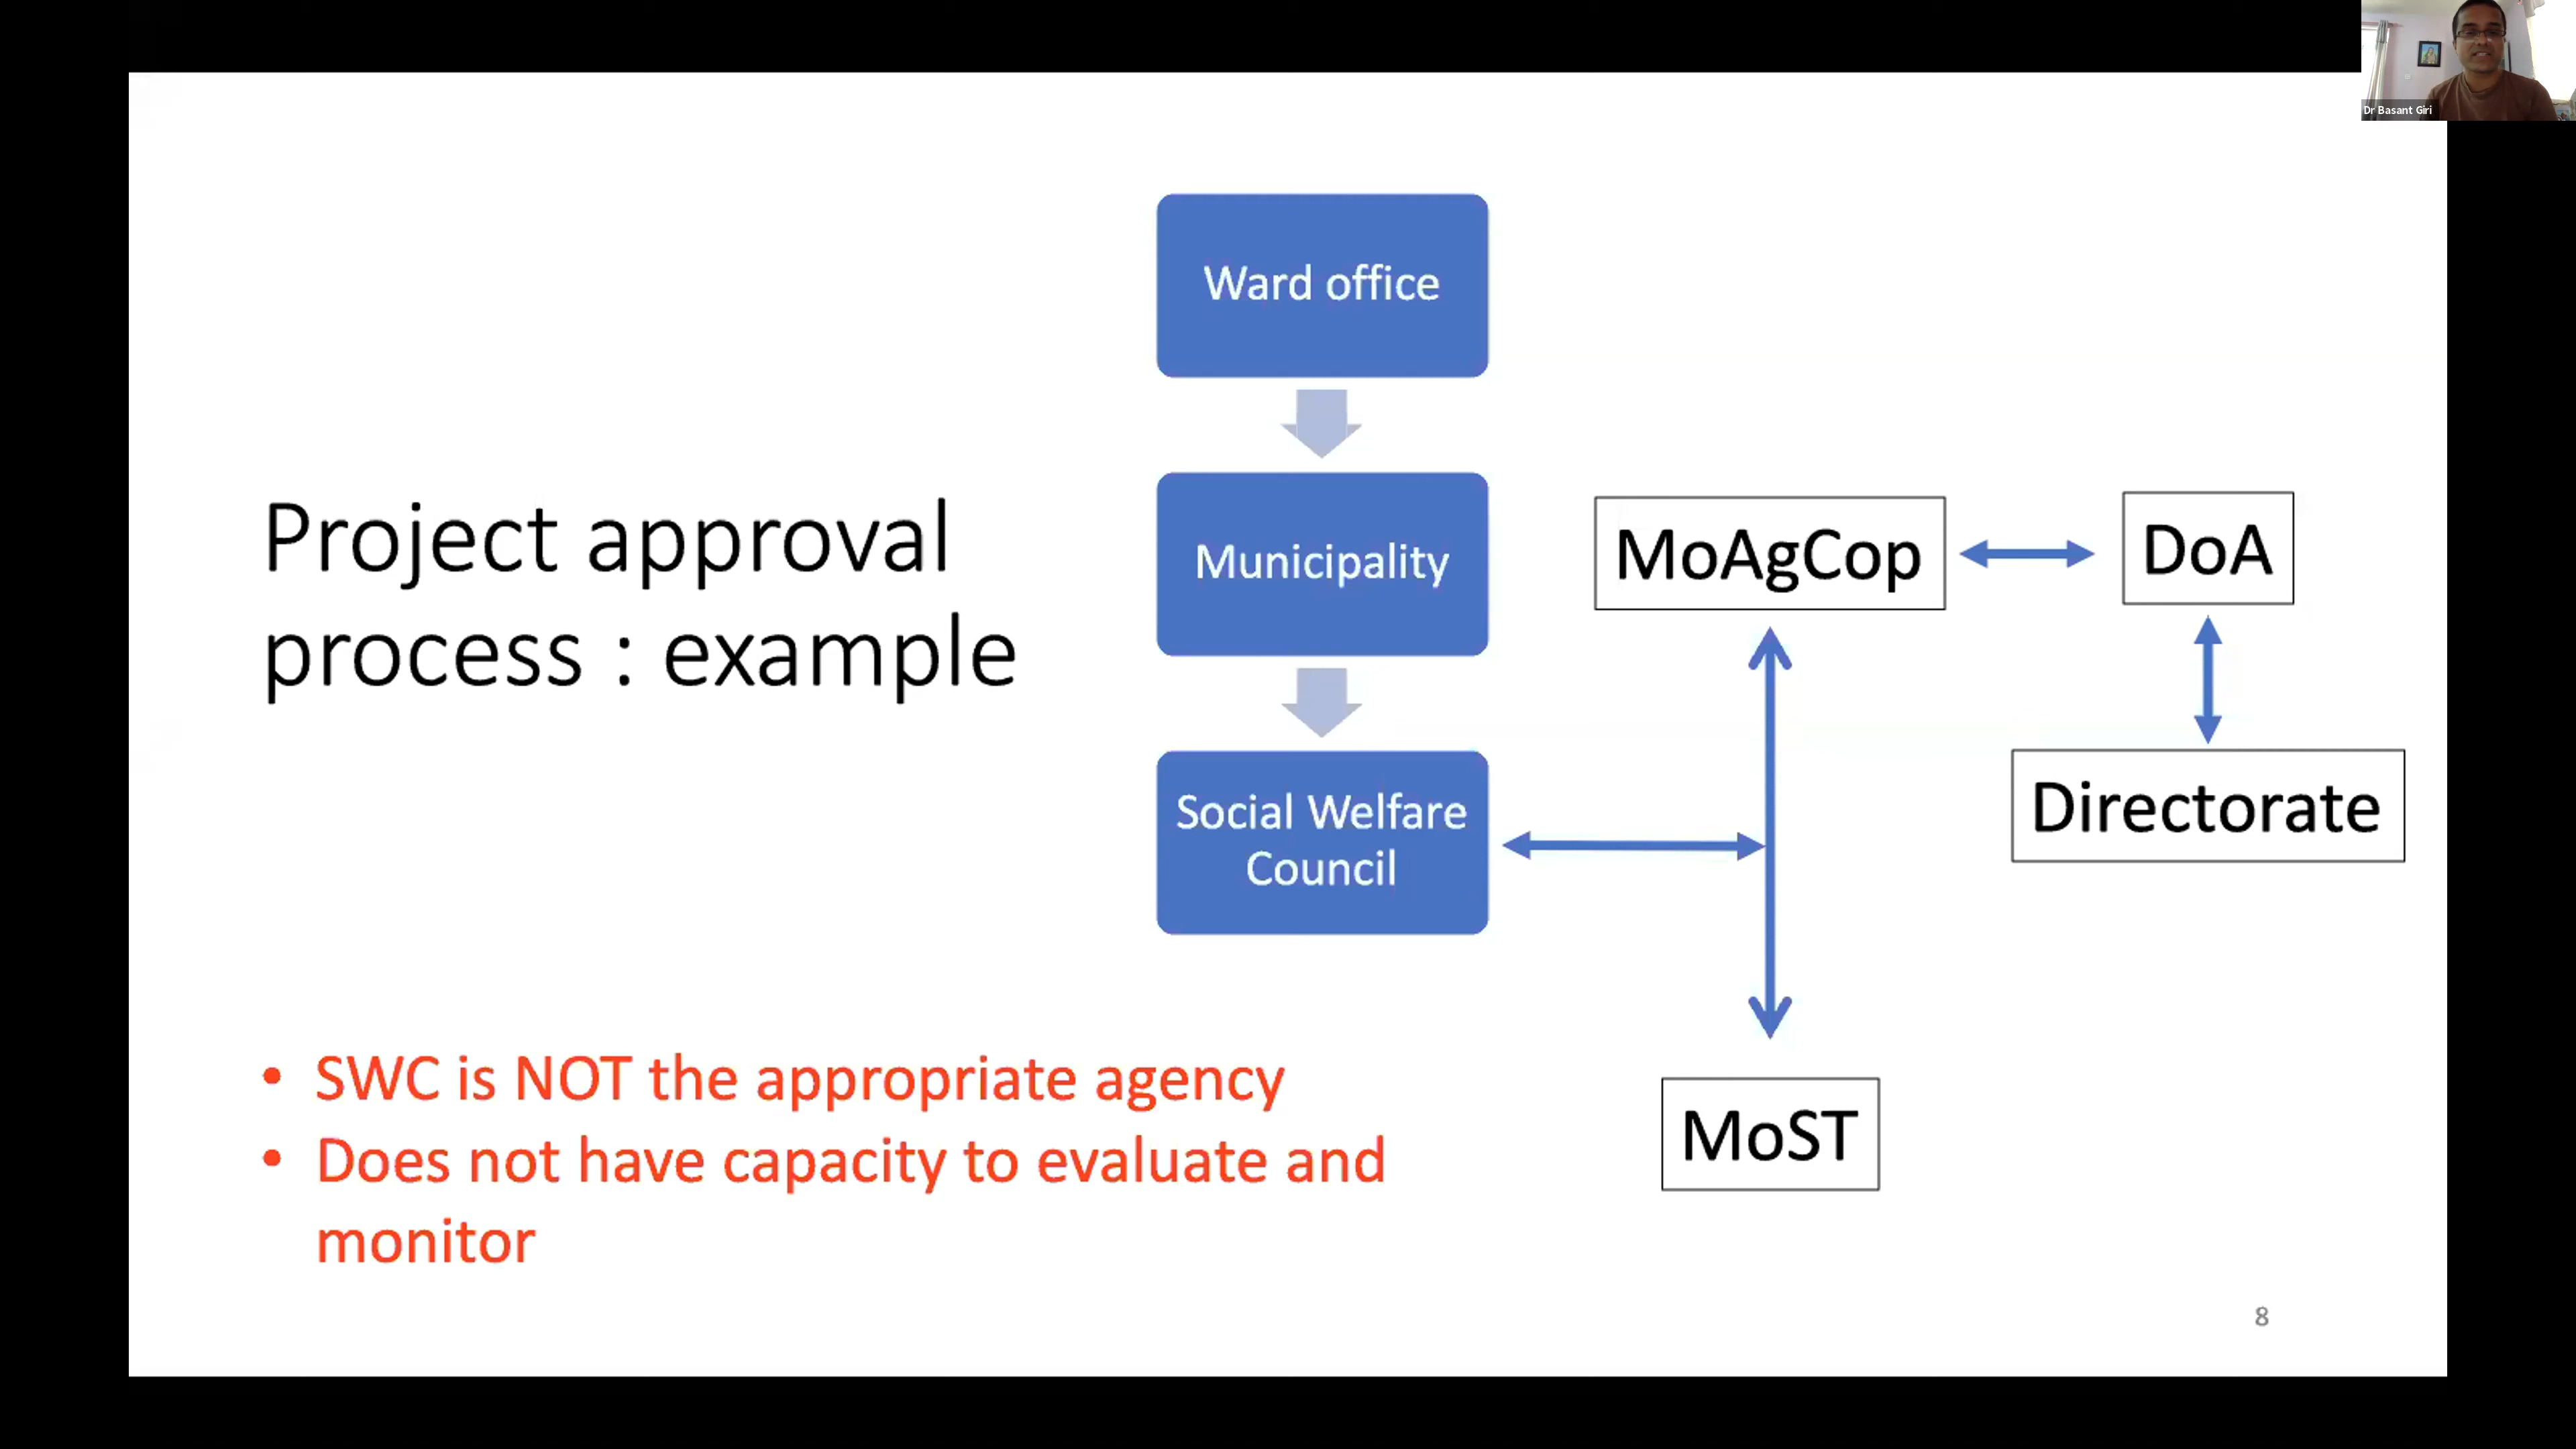 Dr Basant Giri
Project approval
process : example
Ward office
Municipality
Social Welfare
Council
MoAgCop
DoA
Directorate
MoST
• SWC is NOT the appropriate agency
• Does not have capacity to evaluate and
monitor
8